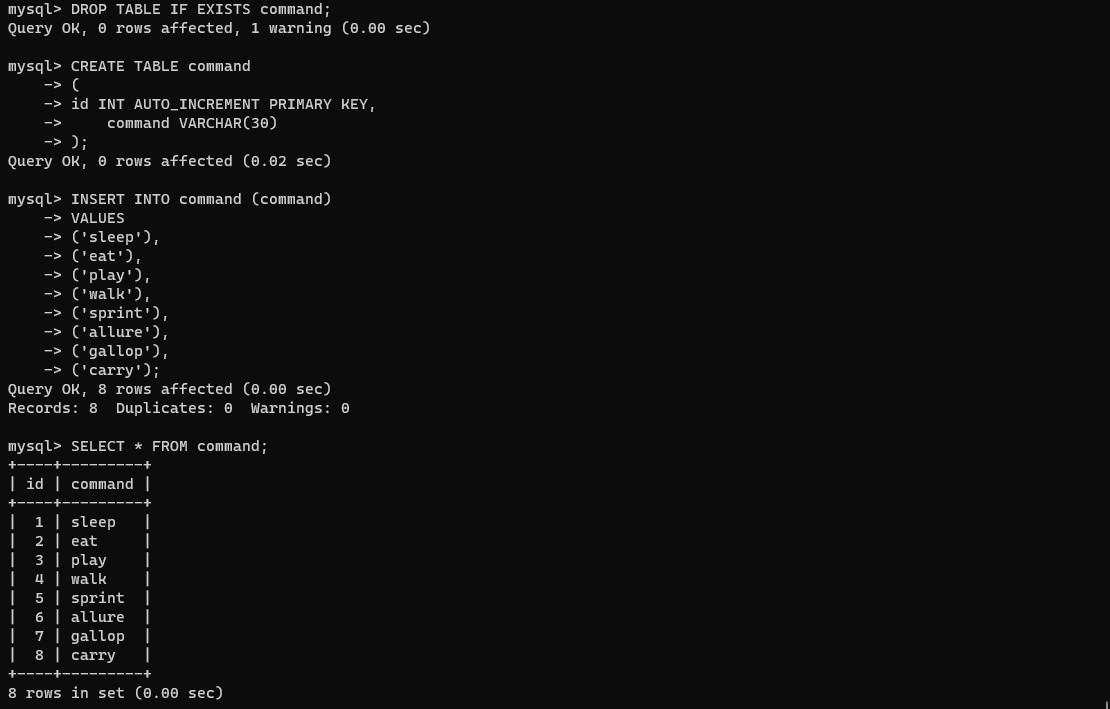 mysql> DROP TABLE IF EXISTS command;
Query OK, 0 rows affected, 1 warning (0.00 sec)

mysql> CREATE TABLE command
    -> (
    -> id INT AUTO_INCREMENT PRIMARY KEY,
    ->     command VARCHAR(30)
    -> );
Query OK, 0 rows affected (0.02 sec)

mysql> INSERT INTO command (command)
    -> VALUES
    -> ('sleep'),
    -> ('eat'),
    -> ('play'),
    -> ('walk'),
    -> ('sprint'),
    -> ('allure'),
    -> ('gallop'),
    -> ('carry');
Query OK, 8 rows affected (0.00 sec)
Records: 8  Duplicates: 0  Warnings: 0

mysql> SELECT * FROM command;
+----+---------+
| id | command |
+----+---------+
|  1 | sleep   |
|  2 | eat     |
|  3 | play    |
|  4 | walk    |
|  5 | sprint  |
|  6 | allure  |
|  7 | gallop  |
|  8 | carry   |
+----+---------+
8 rows in set (0.00 sec)